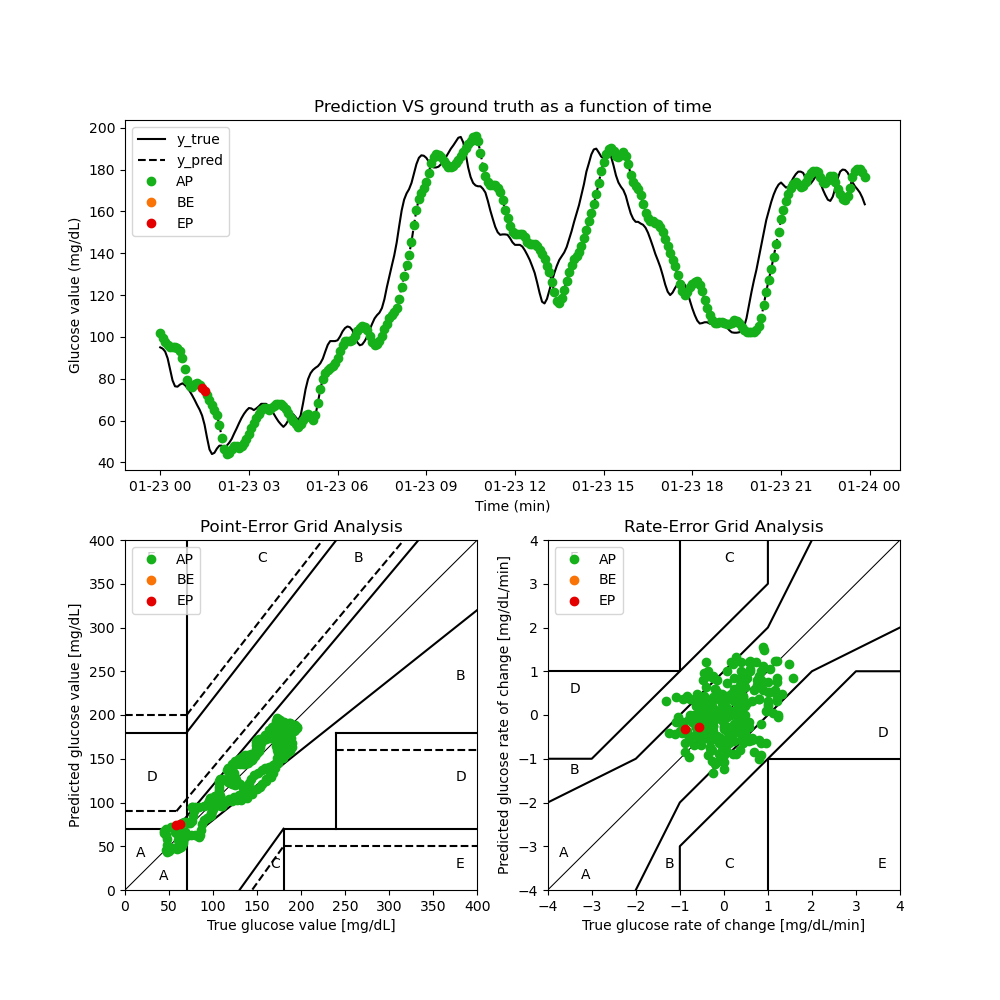 Prediction VS ground truth as a function of time
Glucose value (mg/dL)
200
180
160
140
120
100
80
60
40
y_true
y_pred
AP
BE
EP
01-23 00 01-23 03 01-23 06 01-23 09 01-23 12 01-23 15 01-23 18 01-23 21 01-24 00
Time (min)
Point-Error Grid Analysis
Predicted glucose value [mg/dL]
400
350
300
250
200
150
100
50
0
AP
BE
EP
C
B
B
D
D
A
A
C
E
0 50 100 150 200 250 300 350 400
True glucose value [mg/dL]
Rate-Error Grid Analysis
Predicted glucose rate of change [mg/dL/min]
4
3
2
1
0
−1
−2
−3
−4
AP
BE
EP
C
D
D
B
A
A
B
C
E
−4 −3 −2 −1 0 1 2 3 4
True glucose rate of change [mg/dL/min]